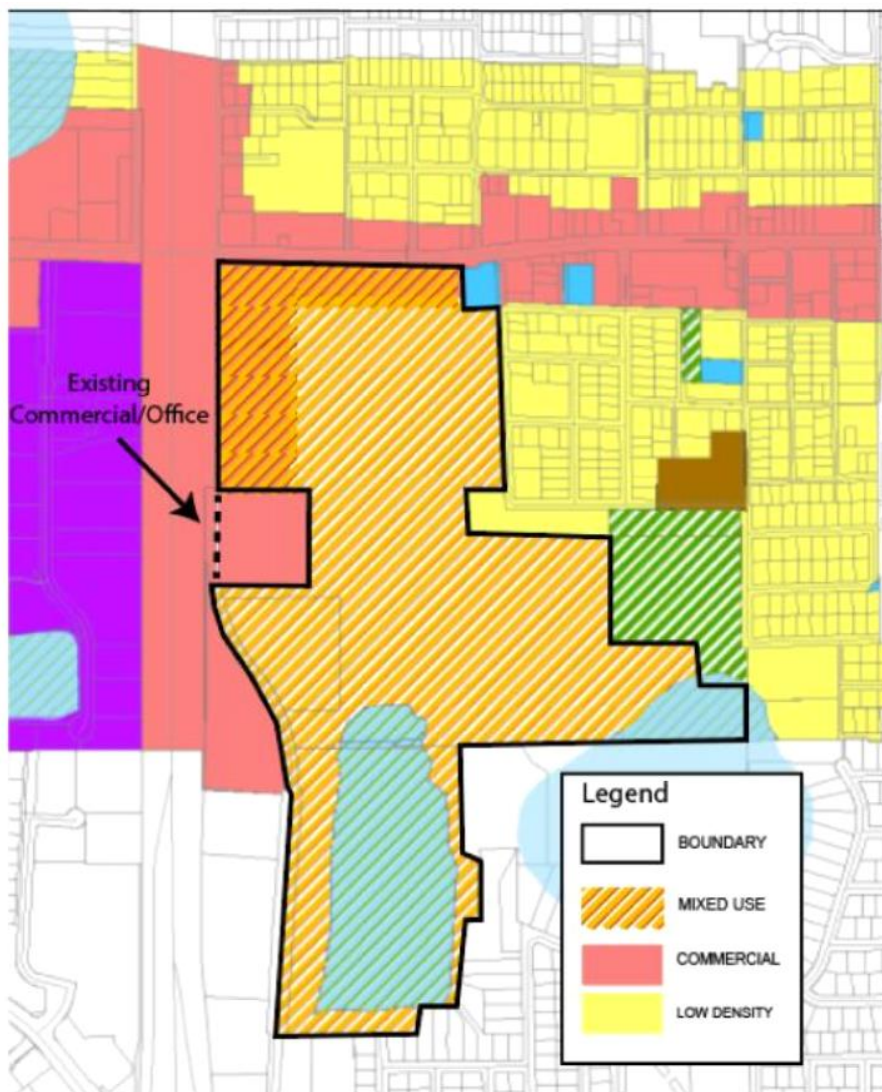 Existing
Commercial/Office
Legend
BOUNDARY
MIXED USE
COMMERCIAL
LOW DENSITY